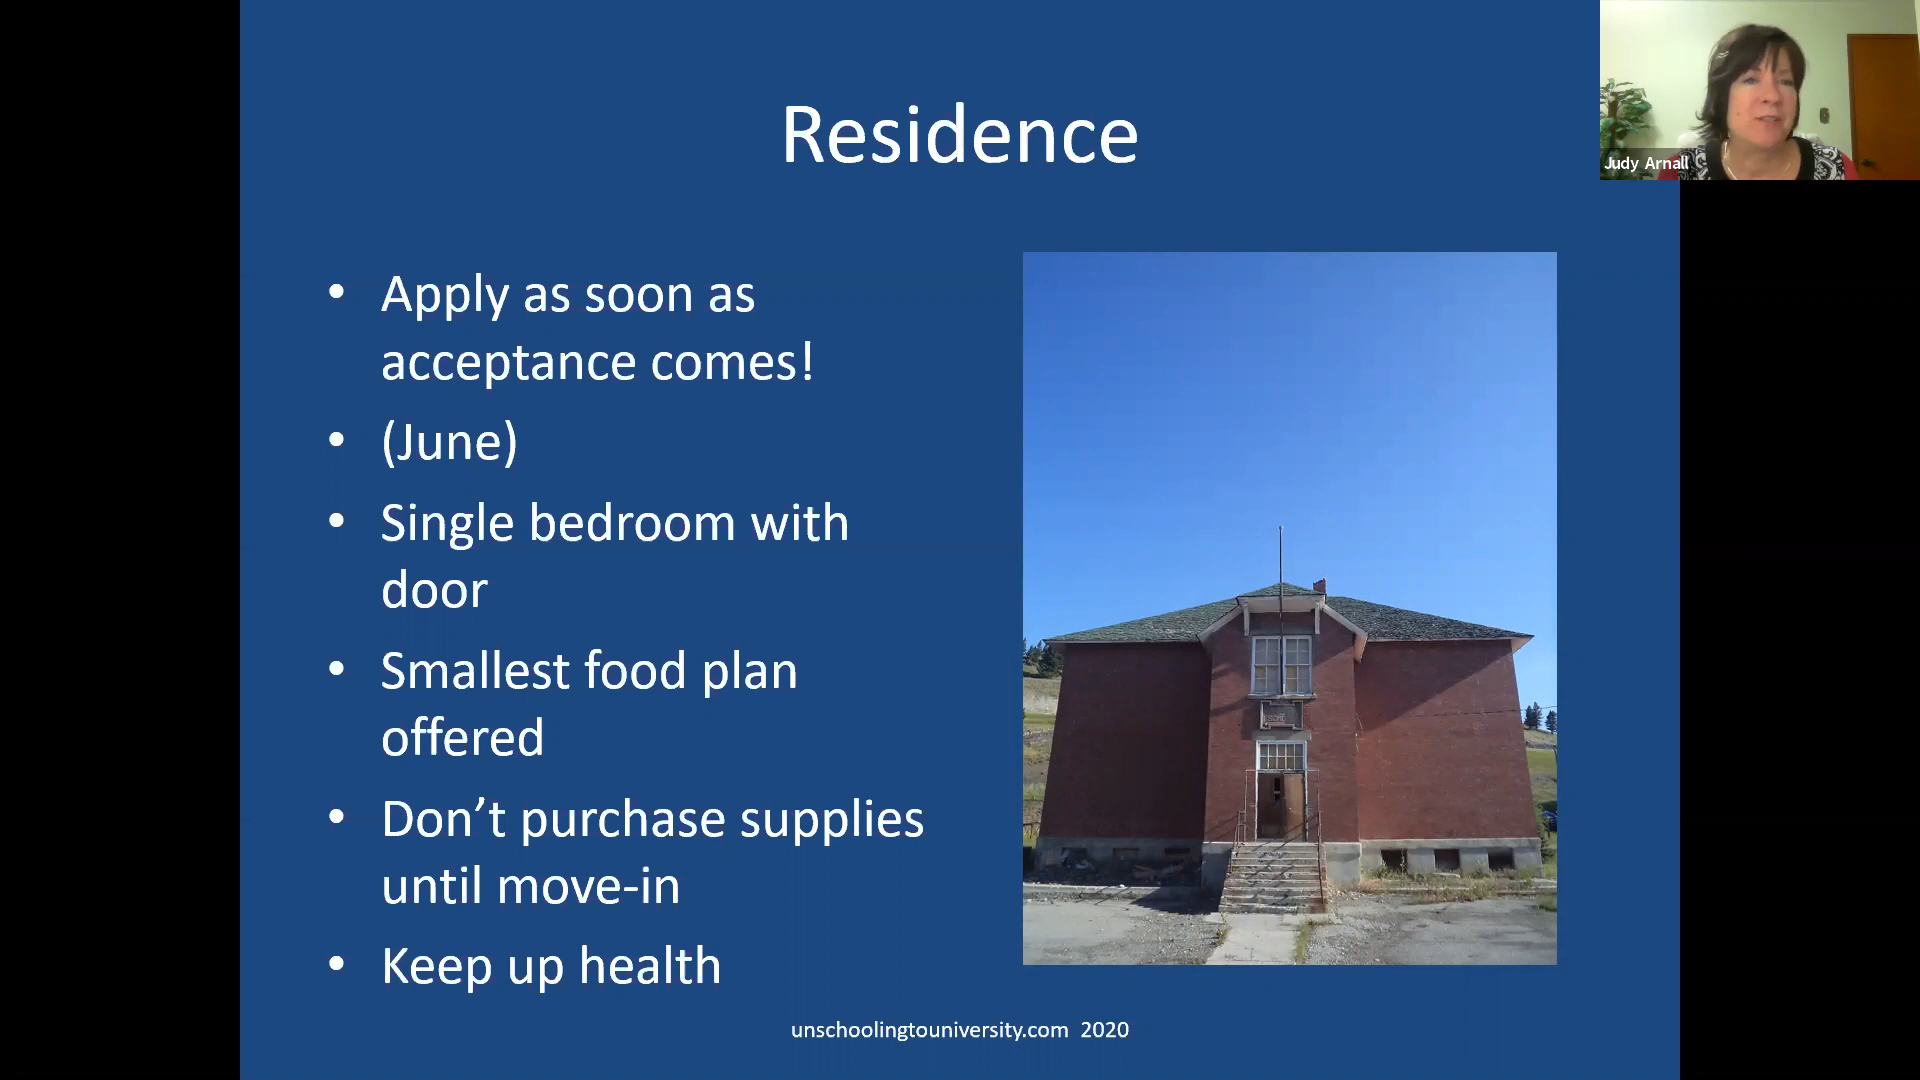 Residence
Judy Arnall
• Apply as soon as
acceptance comes!
• (June)
• Single bedroom with
door
• Smallest food plan
offered
• Don’t purchase supplies
until move-in
• Keep up health
unschoolingtouniversity.com 2020